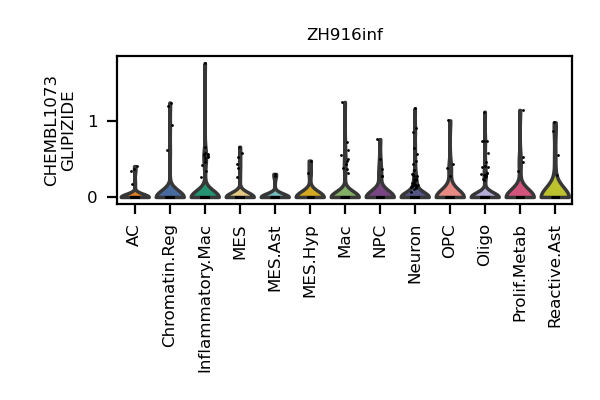 ZH916inf
CHEMBL1073
GLIPIZIDE
1
0
AC
Chromatin.Reg
Inflammatory.Mac
MES
MES.Ast
MES.Hyp
Mac
NPC
Neuron
OPC
Oligo
Prolif.Metab
Reactive.Ast